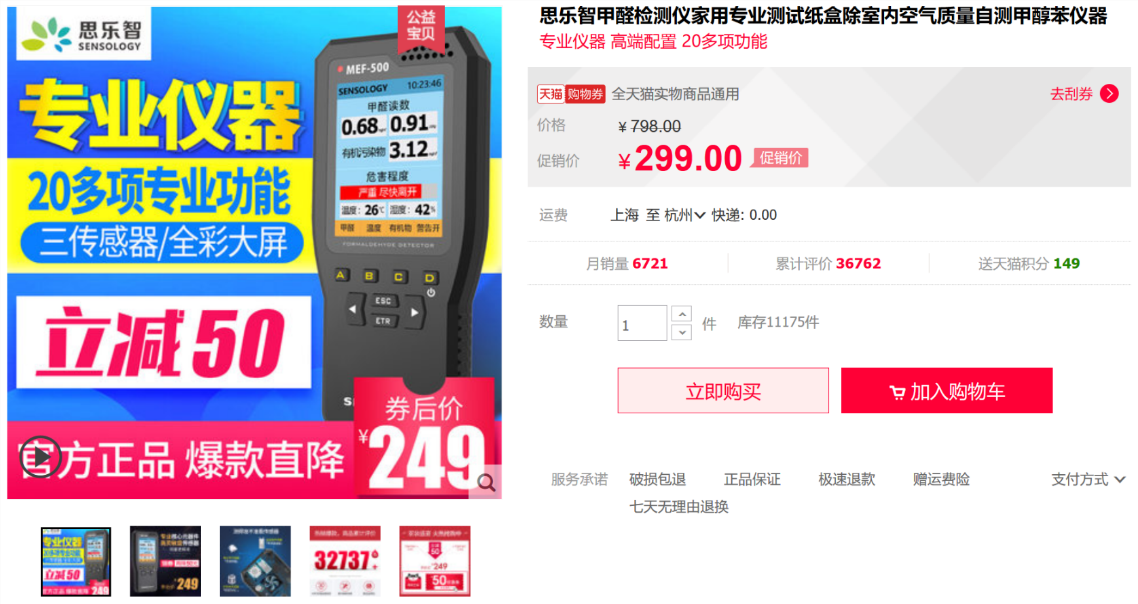 思乐智
SENSOLOGY
公益
宝贝
专业仪器
20多项专业功能
三传感器/全彩大屏
立减50
MEF-500
SENSOLOGY 10:23:46
甲醛读数
0.68 0.91
有机污染物 3.12
危害程度
严重 尽快离开
温度: 26℃ 湿度: 42%
甲醛 温度 有机物 警告开
FORMALDEHYDE DETECTOR
A B C D
ESC
ETR
券后价
¥249
官方正品 爆款直降
专业仪器
立减50
249
249
32737
249
50
思乐智甲醛检测仪家用专业测试纸盒除室内空气质量自测甲醇苯仪器
专业仪器 高端配置 20多项功能
天猫 购物券 全天猫实物商品通用 去刮券
价格 ¥798.00
促销价 ¥299.00 促销价
运费 上海 至 杭州 快递: 0.00
月销量 6721 累计评价 36762 送天猫积分 149
数量 1 件 库存11175件
立即购买 加入购物车
服务承诺 破损包退 正品保证 极速退款 赠运费险 支付方式
七天无理由退换